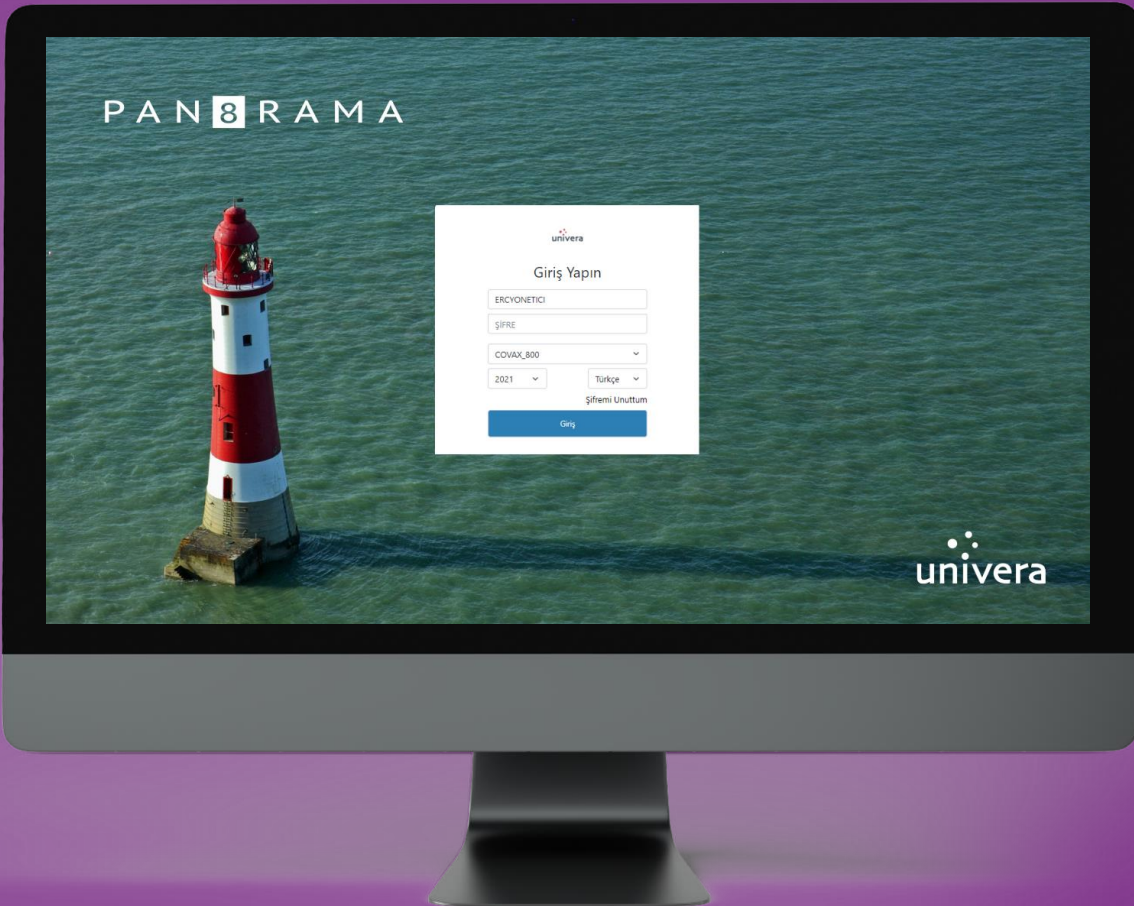 PAN8RAMA
univera
Giriş Yapın
ERCYONETICI
ŞİFRE
COVAX_800
2021 Türkçe
Şifremi Unuttum
Giriş
univera